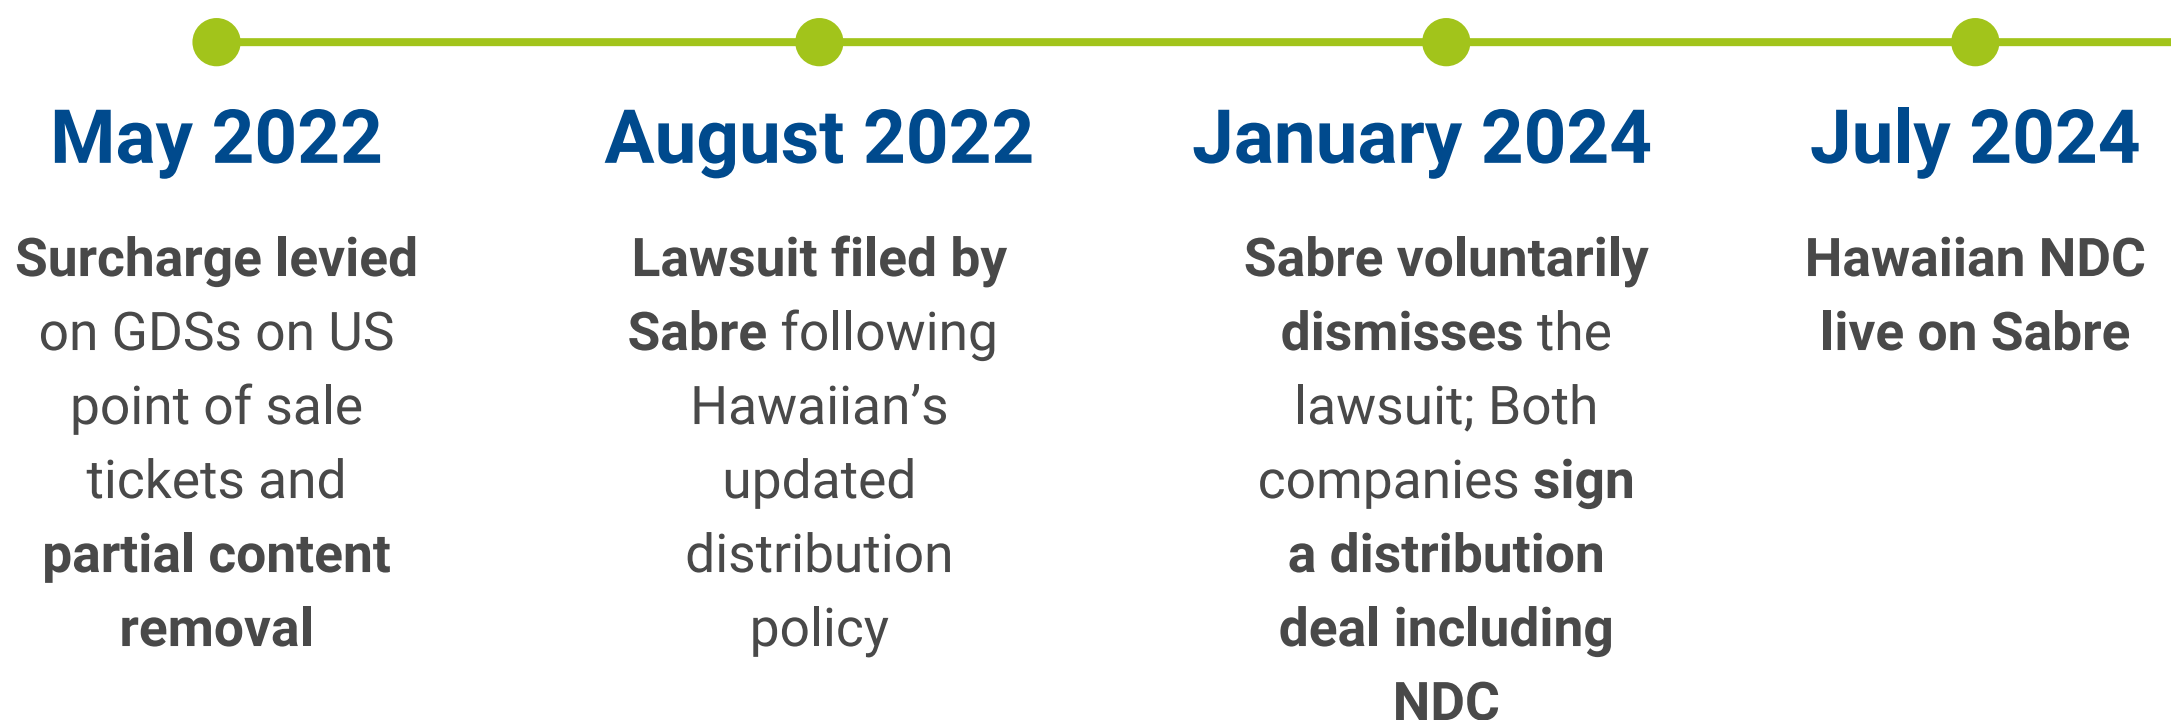 May 2022
Surcharge levied
on GDSs on US
point of sale
tickets and
partial content
removal
August 2022
Lawsuit filed by
Sabre following
Hawaiian’s
updated
distribution
policy
January 2024
Sabre voluntarily
dismisses the
lawsuit; Both
companies sign
a distribution
deal including
NDC
July 2024
Hawaiian NDC
live on Sabre